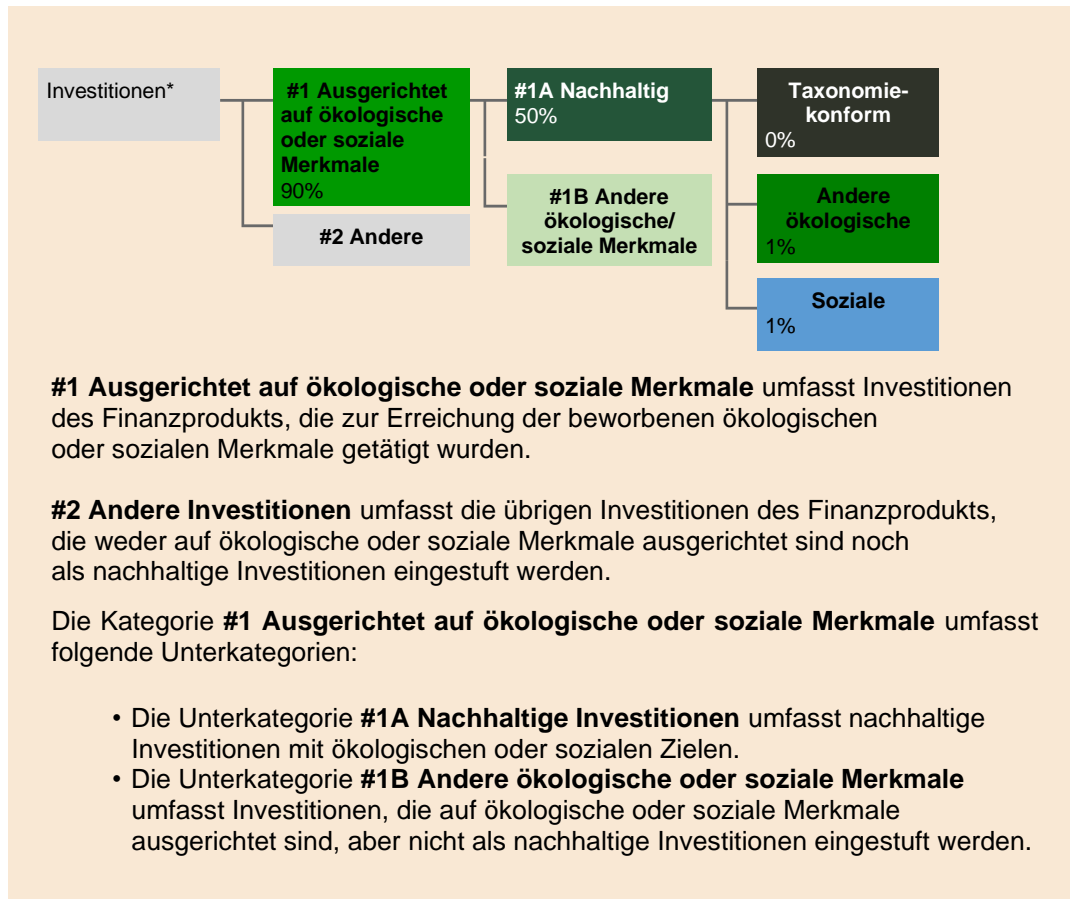 Investitionen*
#1 Ausgerichtet
auf ökologische
oder soziale
Merkmale
90%
#2 Andere
#1A Nachhaltig
50%
#1B Andere
ökologische/
soziale Merkmale
Taxonomie-
konform
0%
Andere
ökologische
1%
Soziale
1%
#1 Ausgerichtet auf ökologische oder soziale Merkmale umfasst Investitionen
des Finanzprodukts, die zur Erreichung der beworbenen ökologischen
oder sozialen Merkmale getätigt wurden.
#2 Andere Investitionen umfasst die übrigen Investitionen des Finanzprodukts,
die weder auf ökologische oder soziale Merkmale ausgerichtet sind noch
als nachhaltige Investitionen eingestuft werden.
Die Kategorie #1 Ausgerichtet auf ökologische oder soziale Merkmale umfasst
folgende Unterkategorien:
• Die Unterkategorie #1A Nachhaltige Investitionen umfasst nachhaltige
Investitionen mit ökologischen oder sozialen Zielen.
• Die Unterkategorie #1B Andere ökologische oder soziale Merkmale
umfasst Investitionen, die auf ökologische oder soziale Merkmale
ausgerichtet sind, aber nicht als nachhaltige Investitionen eingestuft werden.